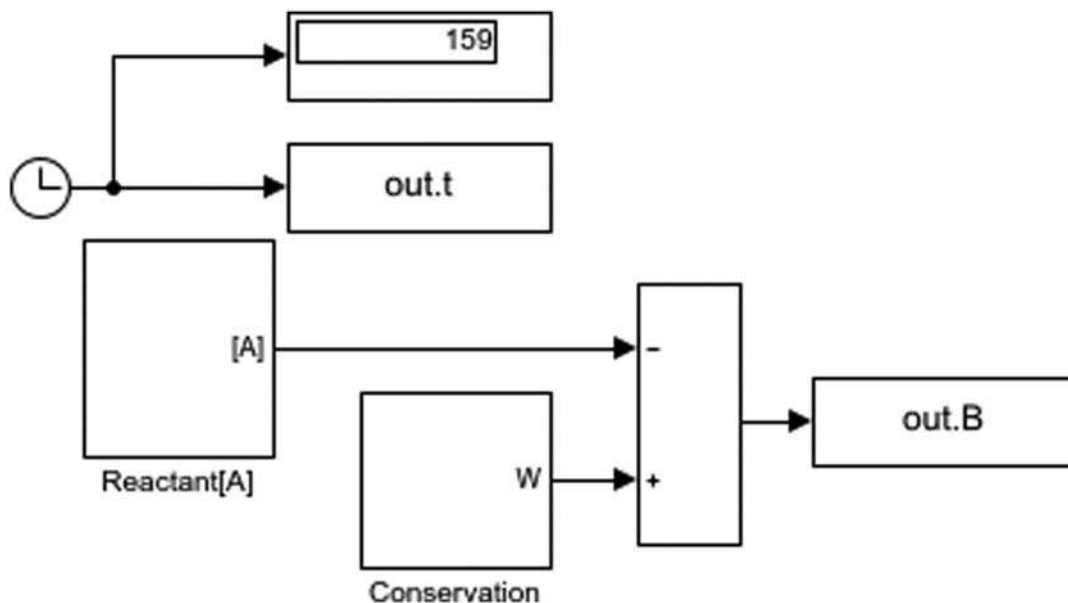 159
out.t
[A]
−
Reactant[A]
out.B
W
+
Conservation